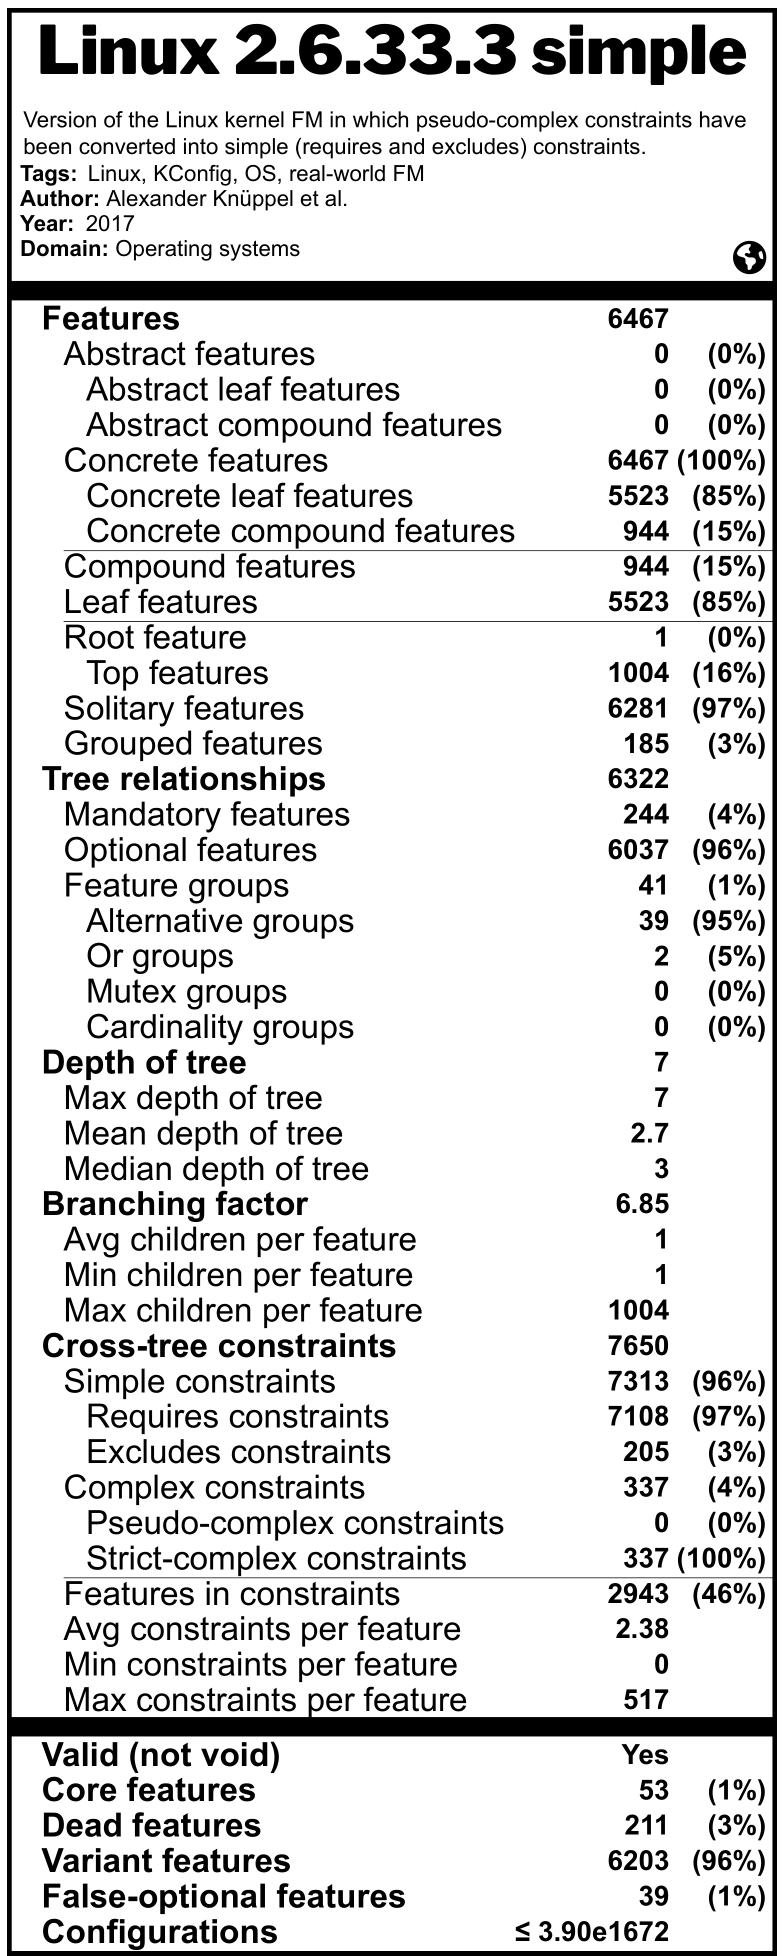 Linux 2.6.33.3 simple
Version of the Linux kernel FM in which pseudo-complex constraints have
been converted into simple (requires and excludes) constraints.
Tags: Linux, KConfig, OS, real-world FM
Author: Alexander Knüppel et al.
Year: 2017
Domain: Operating systems
Features 6467
Abstract features 0 (0%)
Abstract leaf features 0 (0%)
Abstract compound features 0 (0%)
Concrete features 6467 (100%)
Concrete leaf features 5523 (85%)
Concrete compound features 944 (15%)
Compound features 944 (15%)
Leaf features 5523 (85%)
Root feature 1 (0%)
Top features 1004 (16%)
Solitary features 6281 (97%)
Grouped features 185 (3%)
Tree relationships 6322
Mandatory features 244 (4%)
Optional features 6037 (96%)
Feature groups 41 (1%)
Alternative groups 39 (95%)
Or groups 2 (5%)
Mutex groups 0 (0%)
Cardinality groups 0 (0%)
Depth of tree 7
Max depth of tree 7
Mean depth of tree 2.7
Median depth of tree 3
Branching factor 6.85
Avg children per feature 1
Min children per feature 1
Max children per feature 1004
Cross-tree constraints 7650
Simple constraints 7313 (96%)
Requires constraints 7108 (97%)
Excludes constraints 205 (3%)
Complex constraints 337 (4%)
Pseudo-complex constraints 0 (0%)
Strict-complex constraints 337 (100%)
Features in constraints 2943 (46%)
Avg constraints per feature 2.38
Min constraints per feature 0
Max constraints per feature 517
Valid (not void) Yes
Core features 53 (1%)
Dead features 211 (3%)
Variant features 6203 (96%)
False-optional features 39 (1%)
Configurations ≤ 3.90e1672